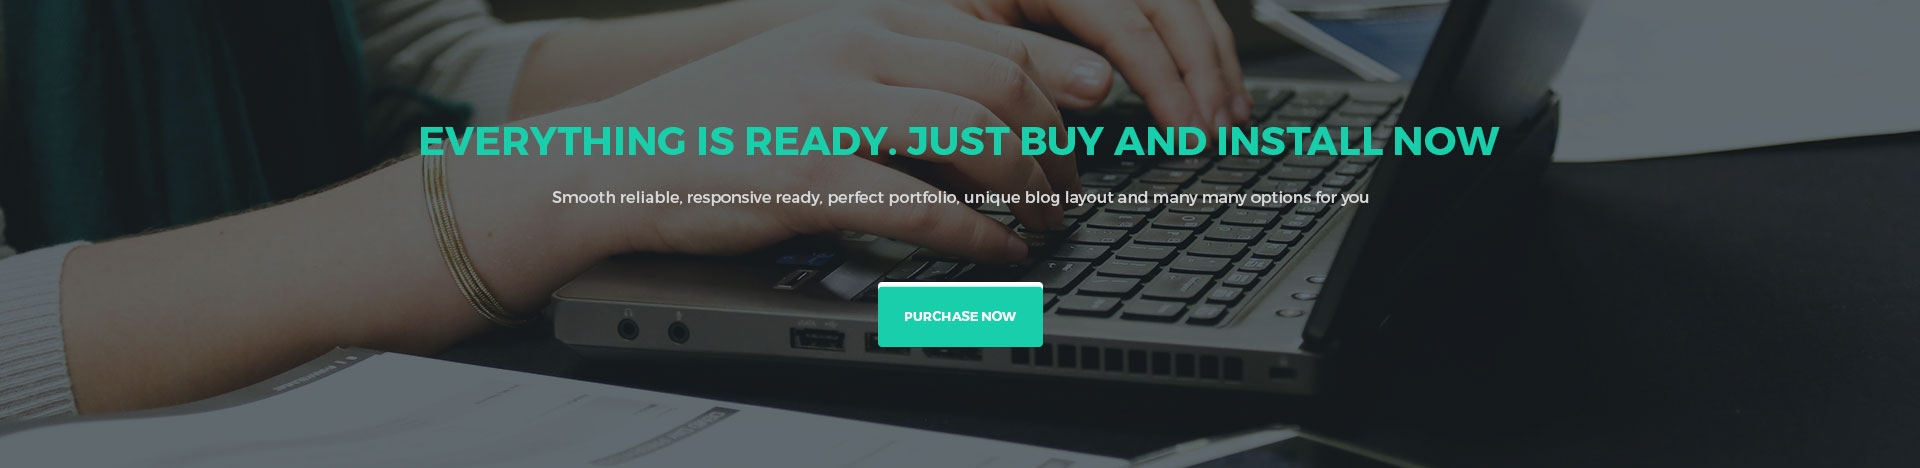 EVERYTHING IS READY. JUST BUY AND INSTALL NOW
Smooth reliable, responsive ready, perfect portfolio, unique blog layout and many many options for you
PURCHASE NOW